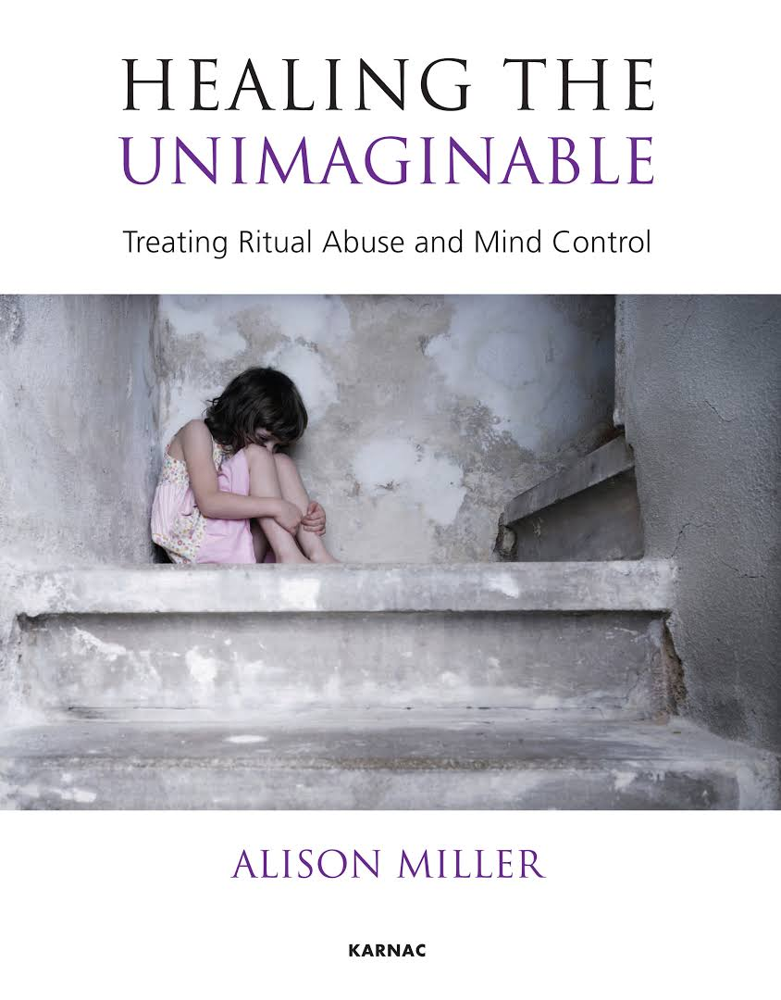 HEALING THE
UNIMAGINABLE
Treating Ritual Abuse and Mind Control
ALISON MILLER
KARNAC